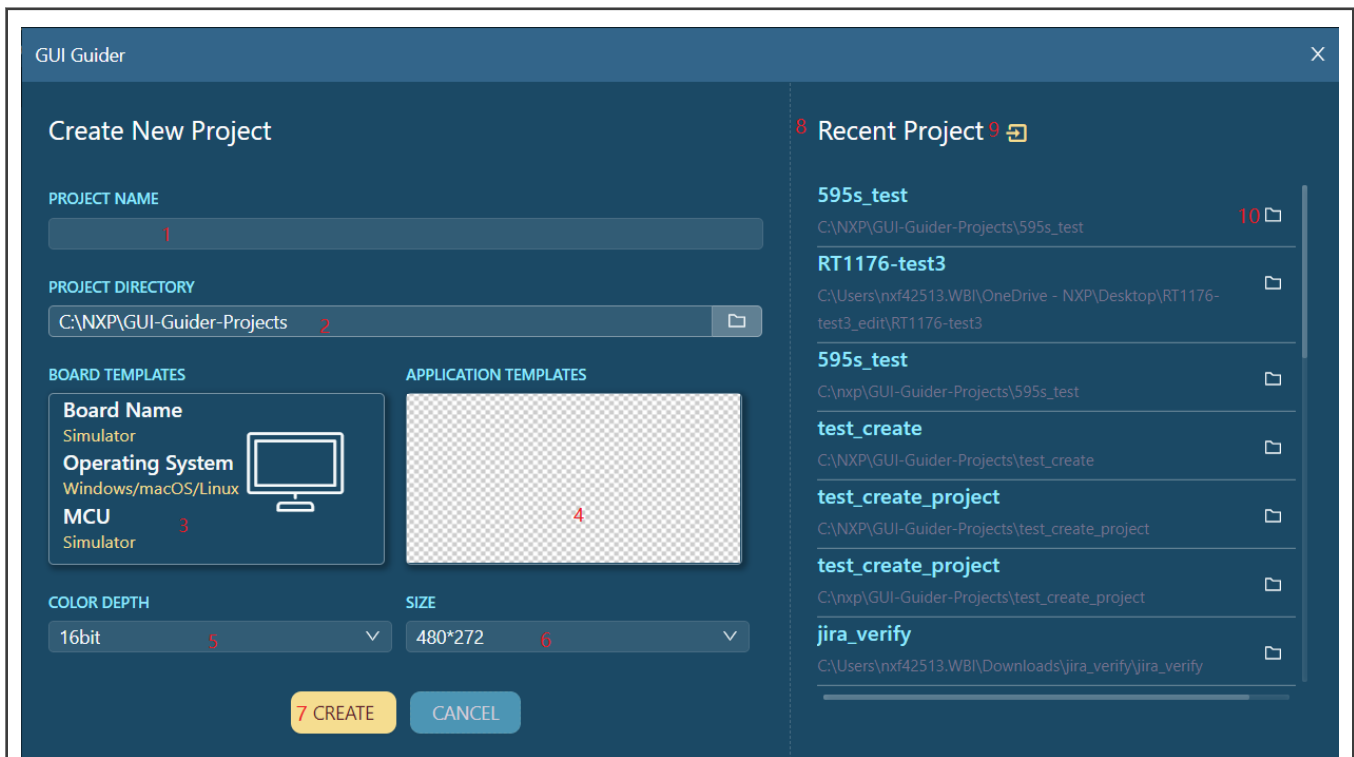 GUI Guider X
Create New Project
PROJECT NAME
1
PROJECT DIRECTORY
C:\NXP\GUI-Guider-Projects 2
BOARD TEMPLATES APPLICATION TEMPLATES
Board Name
Simulator
Operating System
Windows/macOS/Linux
MCU 3
Simulator
4
COLOR DEPTH SIZE
16bit 5 480*272 6
7 CREATE CANCEL
8 Recent Project 9
595s_test
C:\NXP\GUI-Guider-Projects\595s_test 10
RT1176-test3
C:\Users\nxf42513.WBI\OneDrive - NXP\Desktop\RT1176-
test3_edit\RT1176-test3
595s_test
C:\nxp\GUI-Guider-Projects\595s_test
test_create
C:\NXP\GUI-Guider-Projects\test_create
test_create_project
C:\NXP\GUI-Guider-Projects\test_create_project
test_create_project
C:\nxp\GUI-Guider-Projects\test_create_project
jira_verify
C:\Users\nxf42513.WBI\Downloads\jira_verify\jira_verify